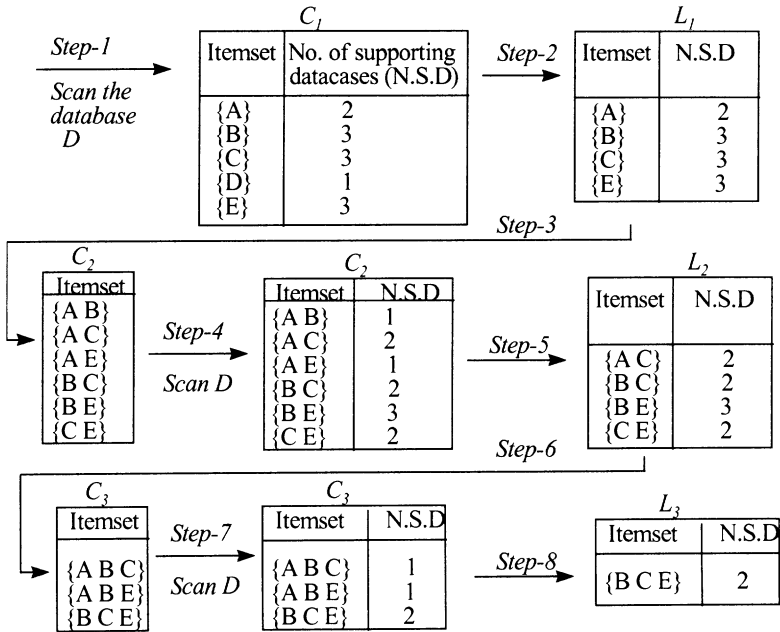 C1
L1
Step-1
Scan the
database
D
Itemset No. of supporting
datacases (N.S.D)
{A} 2
{B} 3
{C} 3
{D} 1
{E} 3
Step-2
Itemset N.S.D
{A} 2
{B} 3
{C} 3
{E} 3
Step-3
C2
Itemset
{A B}
{A C}
{A E}
{B C}
{B E}
{C E}
Step-4
Scan D
C2
Itemset N.S.D
{A B} 1
{A C} 2
{A E} 1
{B C} 2
{B E} 3
{C E} 2
Step-5
L2
Itemset N.S.D
{A C} 2
{B C} 2
{B E} 3
{C E} 2
Step-6
C3
Itemset
{A B C}
{A B E}
{B C E}
Step-7
Scan D
C3
Itemset N.S.D
{A B C} 1
{A B E} 1
{B C E} 2
Step-8
L3
Itemset N.S.D
{B C E} 2